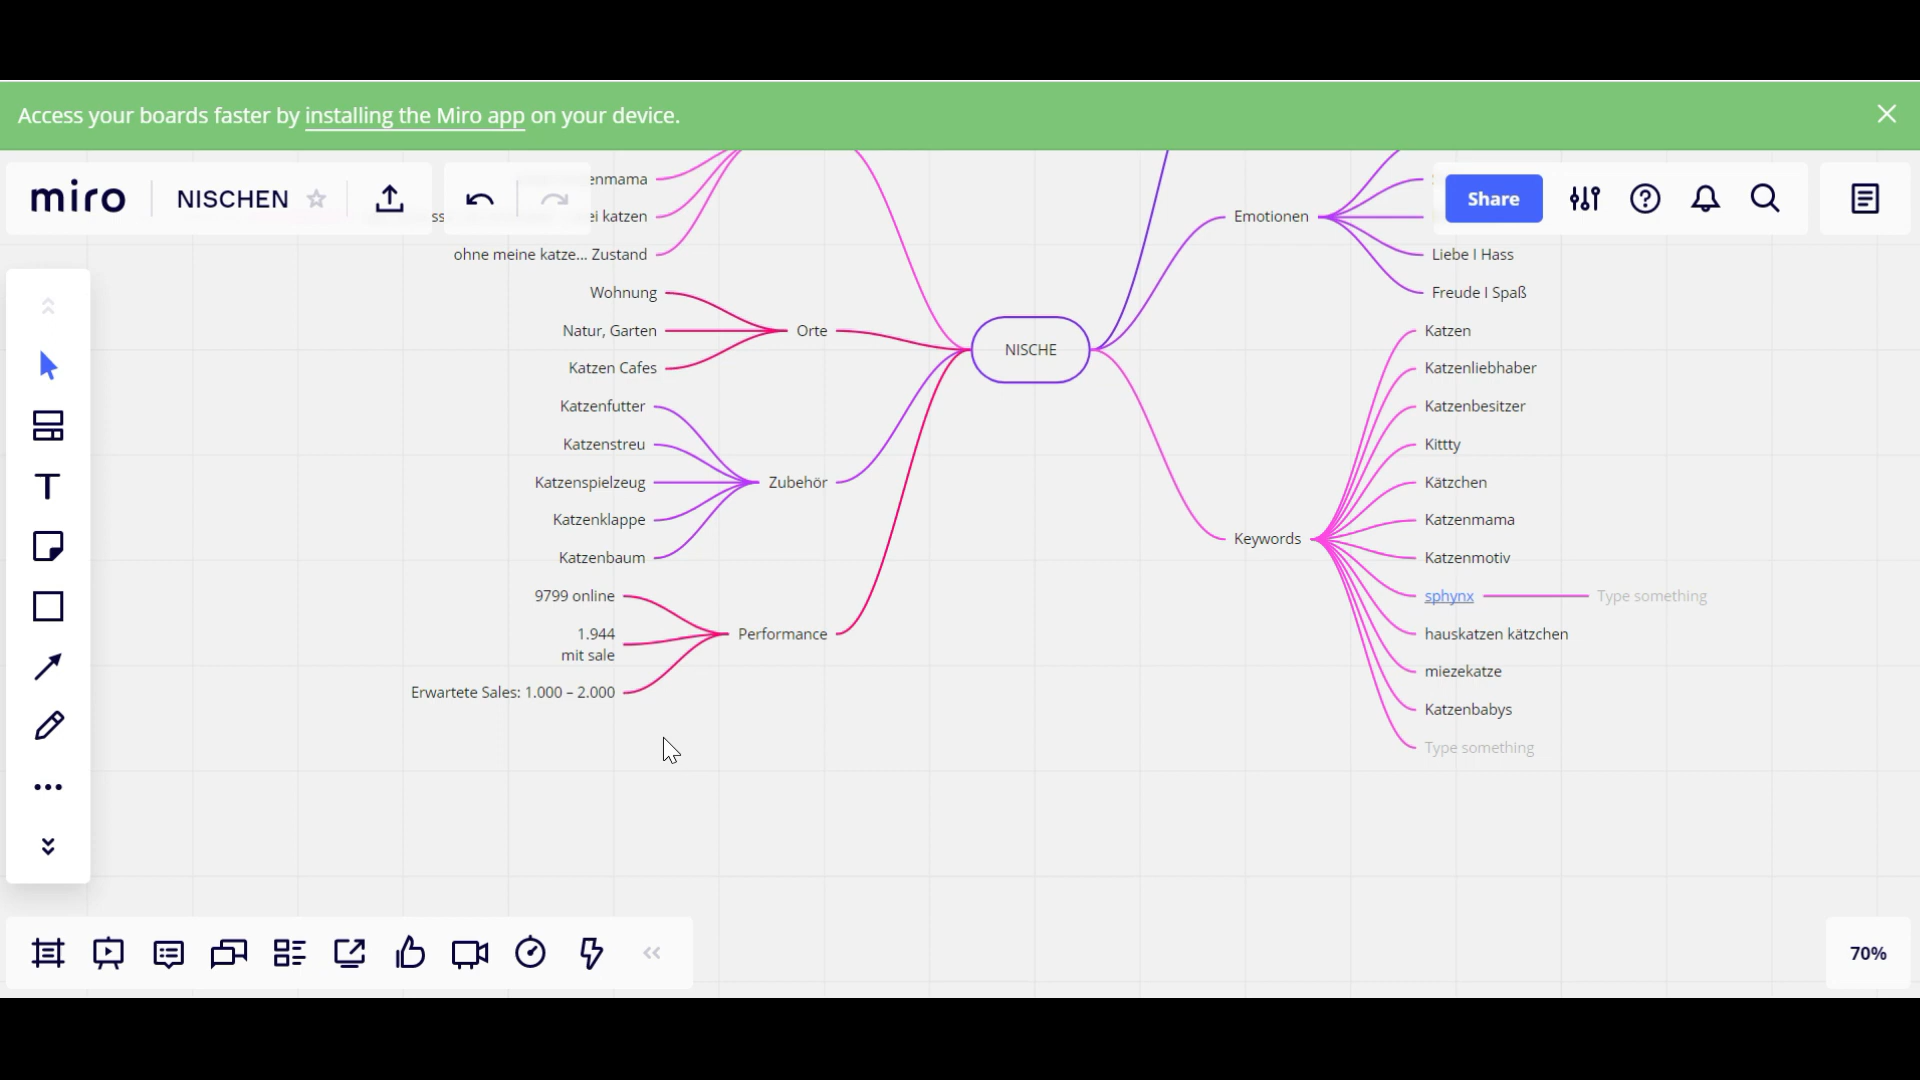 Access your boards faster by installing the Miro app on your device.
miro
NISCHEN
Share
enmama
ei katzen
ohne meine katze... Zustand
Wohnung
Natur, Garten
Katzen Cafes
Orte
Katzenfutter
Katzenstreu
Katzenspielzeug
Katzenklappe
Katzenbaum
Zubehör
9799 online
1.944
mit sale
Erwartete Sales: 1.000 – 2.000
Performance
NISCHE
Emotionen
Liebe I Hass
Freude I Spaß
Keywords
Katzen
Katzenliebhaber
Katzenbesitzer
Kittty
Kätzchen
Katzenmama
Katzenmotiv
sphynx
Type something
hauskatzen kätzchen
miezekatze
Katzenbabys
Type something
70%